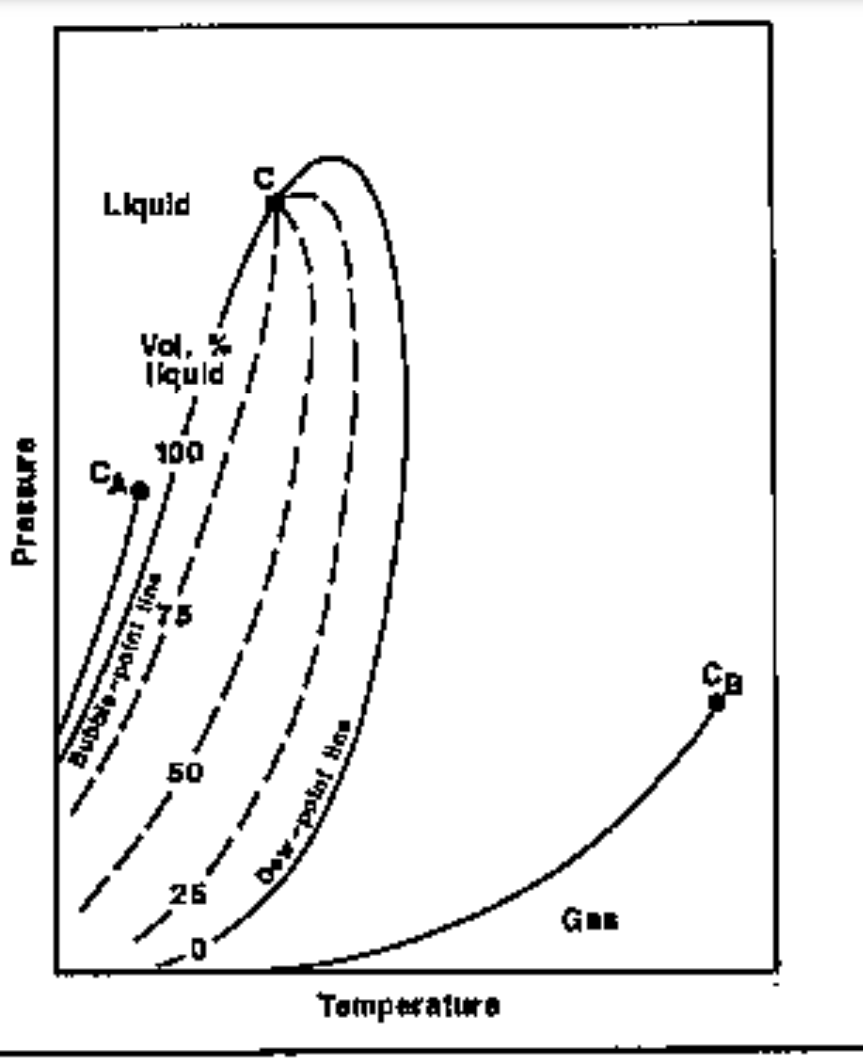 C
Liquid
Vol. %
liquid
100
CA
Pressure
Bubble-point line
75
CB
50
Dew-point line
25
Gas
0
Temperature